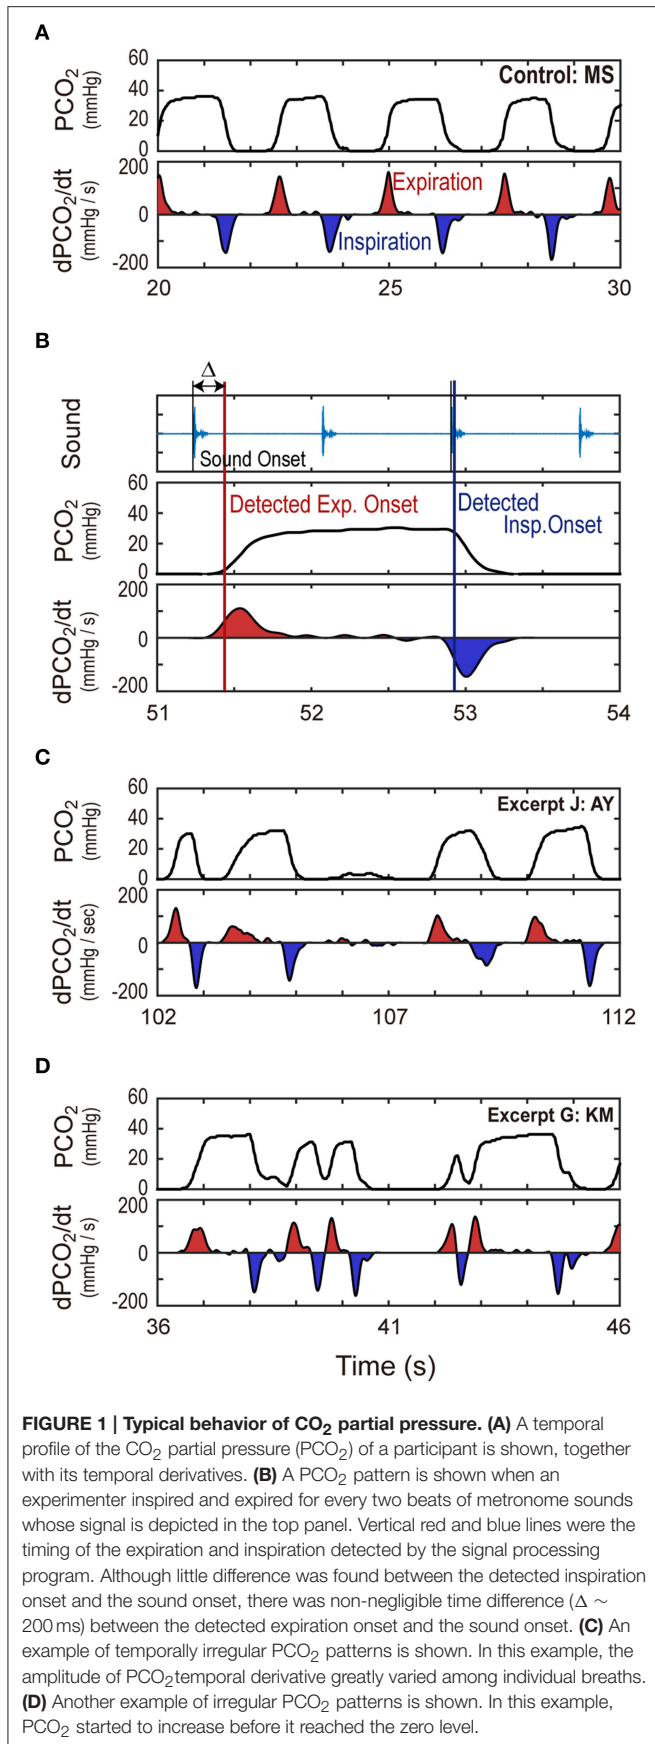 A
60
40
20
0
PCO2
(mmHg)
Control: MS
200
0
-200
dPCO2/dt
(mmHg / s)
Expiration
Inspiration
20
25
30
B
Δ
Sound
Sound Onset
60
40
20
0
PCO2
(mmHg)
Detected Exp. Onset
Detected
Insp.Onset
200
0
-200
dPCO2/dt
(mmHg / s)
51
52
53
54
C
60
40
20
0
PCO2
(mmHg)
Excerpt J: AY
200
0
-200
dPCO2/dt
(mmHg / sec)
102
107
112
D
60
40
20
0
PCO2
(mmHg)
Excerpt G: KM
200
0
-200
dPCO2/dt
(mmHg / s)
36
41
46
Time (s)
FIGURE 1 | Typical behavior of CO2 partial pressure. (A) A temporal
profile of the CO2 partial pressure (PCO2) of a participant is shown, together
with its temporal derivatives. (B) A PCO2 pattern is shown when an
experimenter inspired and expired for every two beats of metronome sounds
whose signal is depicted in the top panel. Vertical red and blue lines were the
timing of the expiration and inspiration detected by the signal processing
program. Although little difference was found between the detected inspiration
onset and the sound onset, there was non-negligible time difference (Δ ∼
200 ms) between the detected expiration onset and the sound onset. (C) An
example of temporally irregular PCO2 patterns is shown. In this example, the
amplitude of PCO2temporal derivative greatly varied among individual breaths.
(D) Another example of irregular PCO2 patterns is shown. In this example,
PCO2 started to increase before it reached the zero level.